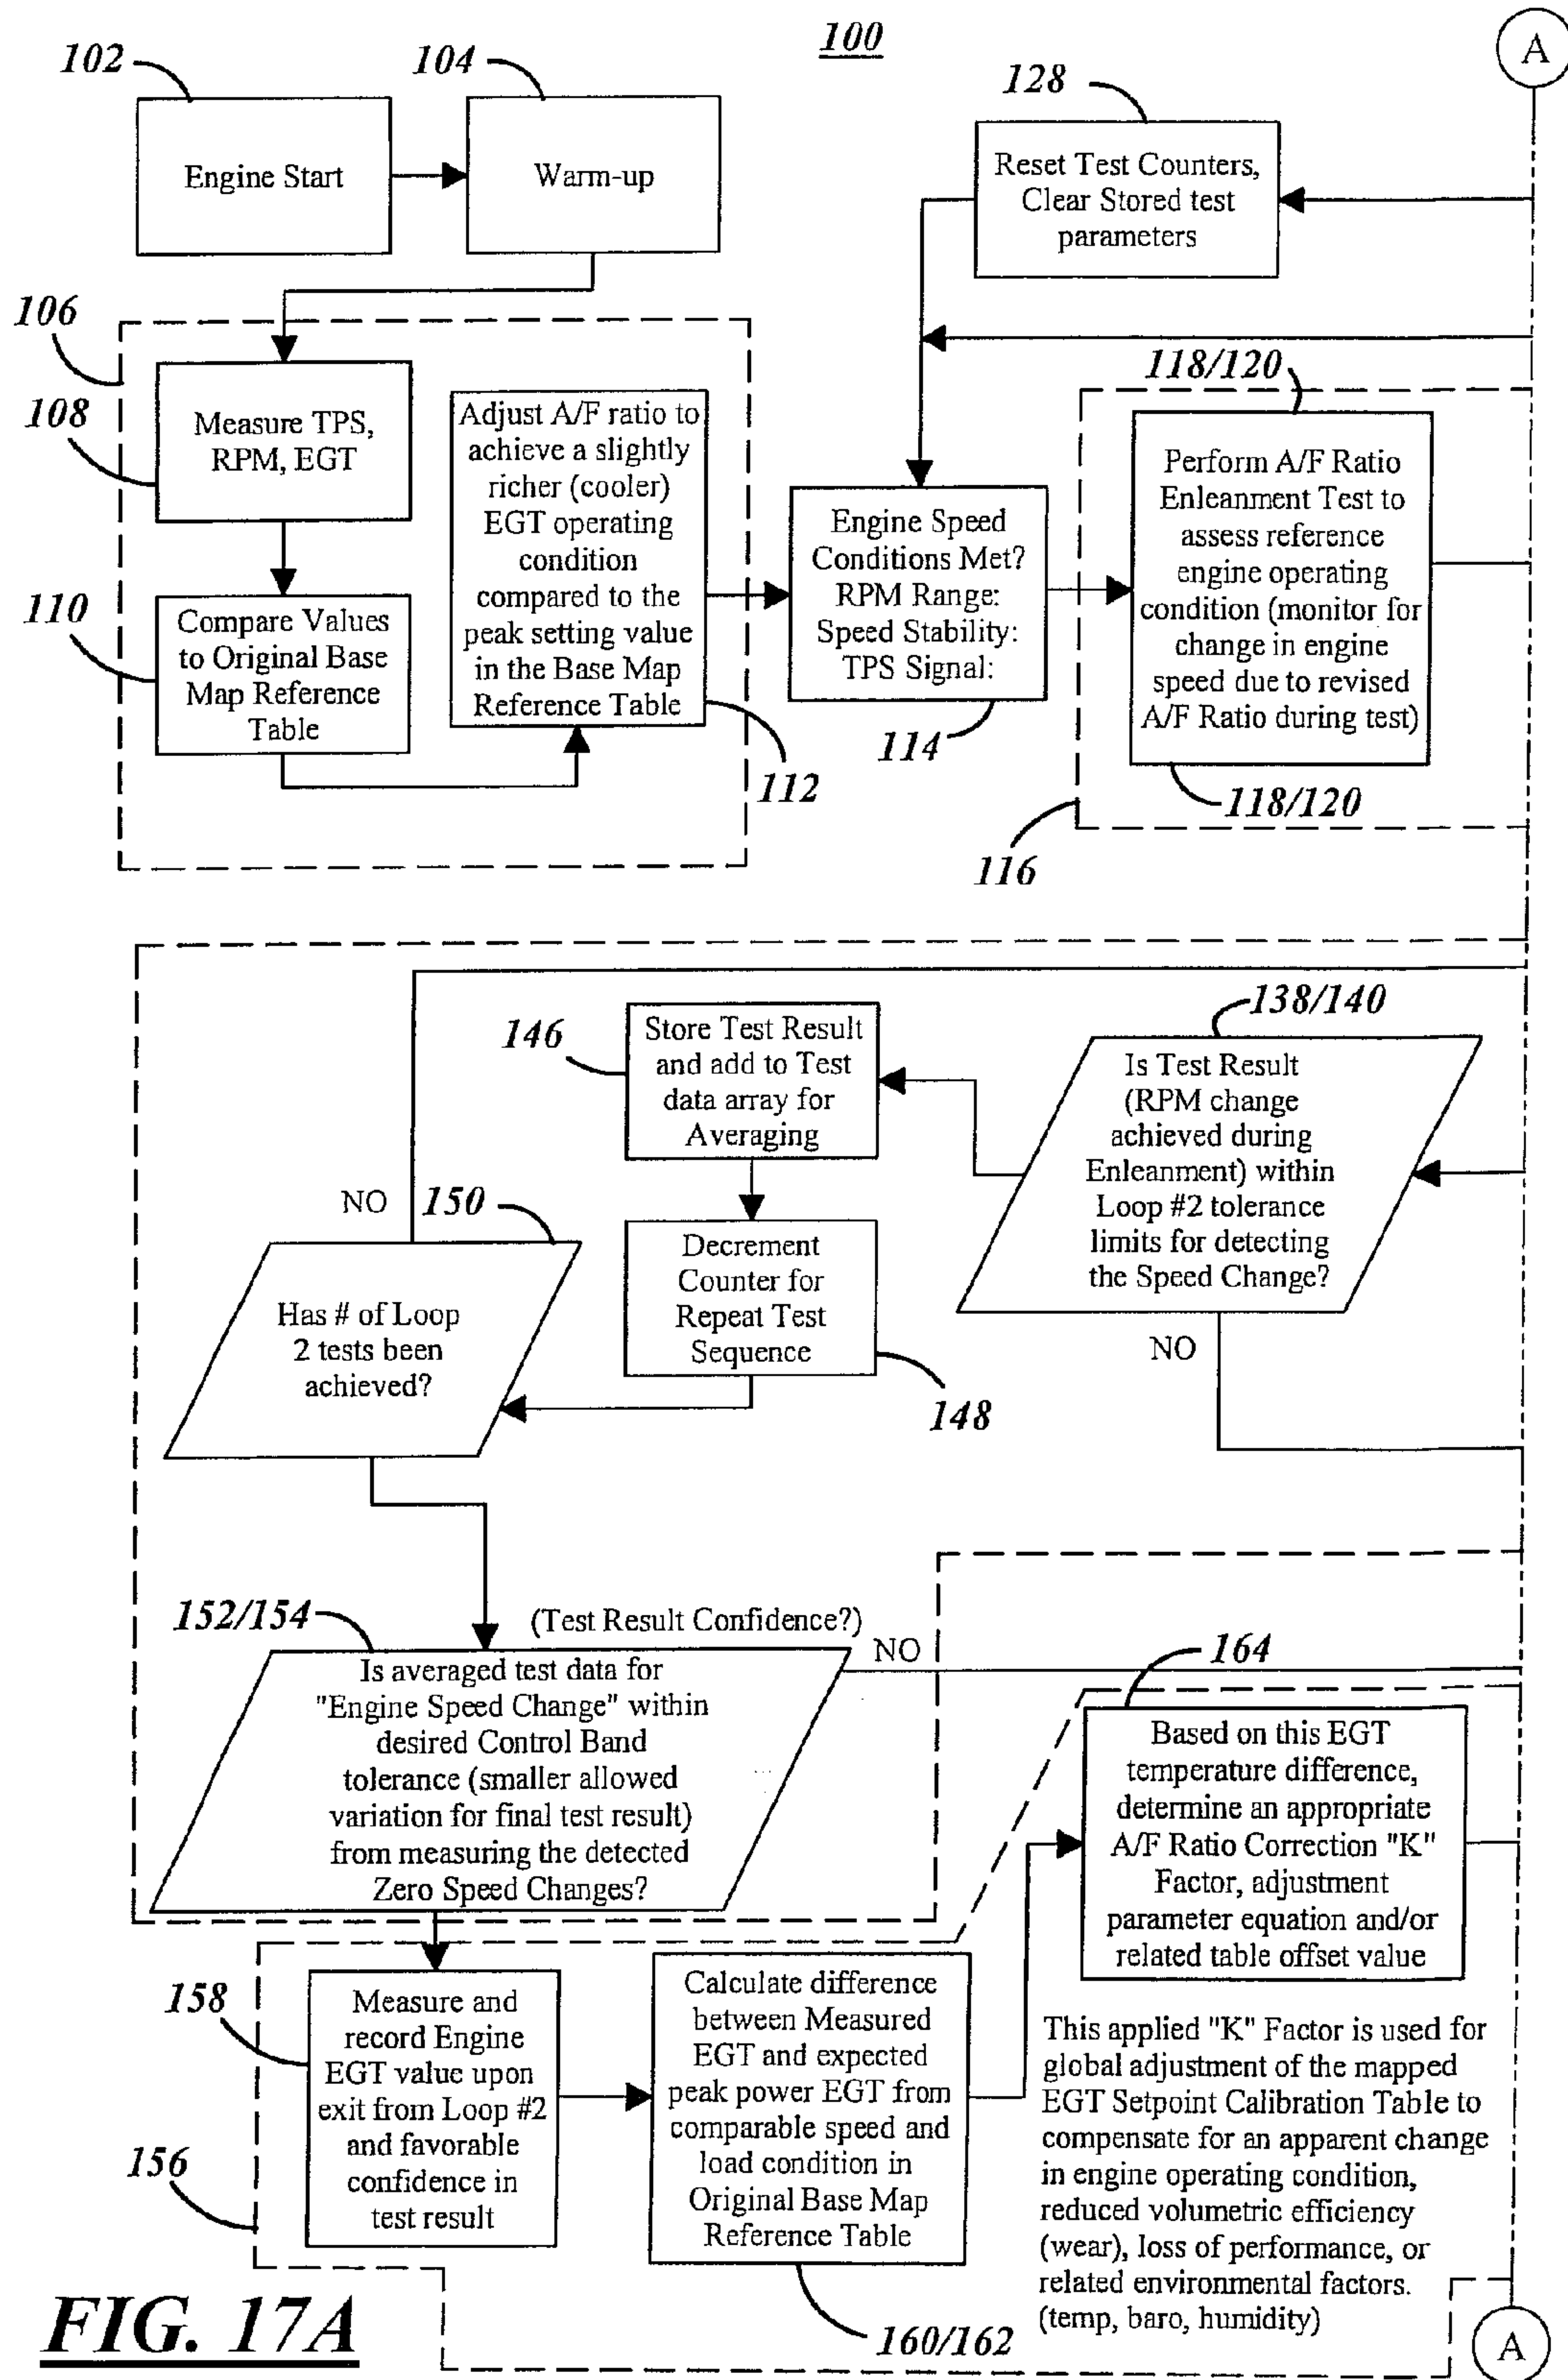 100
A
102
104
128
Engine Start
Warm-up
Reset Test Counters,
Clear Stored test
parameters
106
108
Measure TPS,
RPM, EGT
110
Compare Values
to Original Base
Map Reference
Table
Adjust A/F ratio to
achieve a slightly
richer (cooler)
EGT operating
condition
compared to the
peak setting value
in the Base Map
Reference Table
112
Engine Speed
Conditions Met?
RPM Range:
Speed Stability:
TPS Signal:
114
118/120
Perform A/F Ratio
Enleanment Test to
assess reference
engine operating
condition (monitor for
change in engine
speed due to revised
A/F Ratio during test)
118/120
116
138/140
Is Test Result
(RPM change
achieved during
Enleanment) within
Loop #2 tolerance
limits for detecting
the Speed Change?
NO
146
Store Test Result
and add to Test
data array for
Averaging
Decrement
Counter for
Repeat Test
Sequence
148
NO
150
Has # of Loop
2 tests been
achieved?
152/154
(Test Result Confidence?)
NO
Is averaged test data for
"Engine Speed Change" within
desired Control Band
tolerance (smaller allowed
variation for final test result)
from measuring the detected
Zero Speed Changes?
164
Based on this EGT
temperature difference,
determine an appropriate
A/F Ratio Correction "K"
Factor, adjustment
parameter equation and/or
related table offset value
158
Measure and
record Engine
EGT value upon
exit from Loop #2
and favorable
confidence in
test result
156
Calculate difference
between Measured
EGT and expected
peak power EGT from
comparable speed and
load condition in
Original Base Map
Reference Table
160/162
This applied "K" Factor is used for
global adjustment of the mapped
EGT Setpoint Calibration Table to
compensate for an apparent change
in engine operating condition,
reduced volumetric efficiency
(wear), loss of performance, or
related environmental factors.
(temp, baro, humidity)
A
FIG. 17A